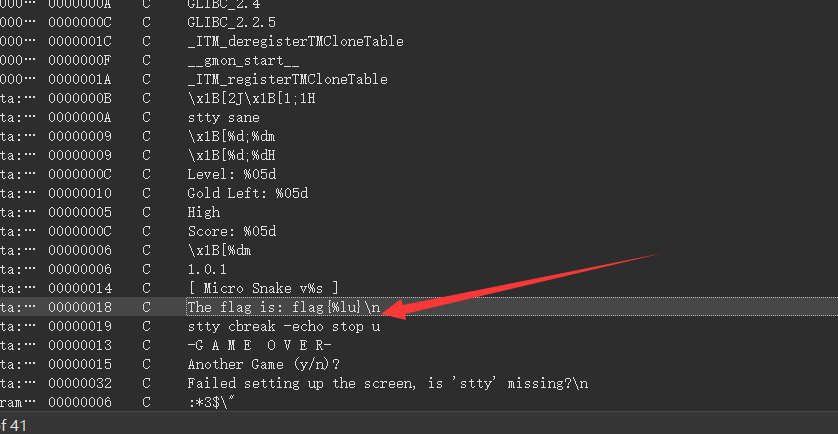 000… 0000000A C GLIBC_2.4
000… 0000000C C GLIBC_2.2.5
000… 0000001C C _ITM_deregisterTMCloneTable
000… 0000000F C __gmon_start__
000… 0000001A C _ITM_registerTMCloneTable
ta:… 0000000B C \x1B[2J\x1B[1;1H
ta:… 0000000A C stty sane
ta:… 00000009 C \x1B[%d;%dm
ta:… 00000009 C \x1B[%d;%dH
ta:… 0000000C C Level: %05d
ta:… 00000010 C Gold Left: %05d
ta:… 00000005 C High
ta:… 0000000C C Score: %05d
ta:… 00000006 C \x1B[%dm
ta:… 00000006 C 1.0.1
ta:… 00000014 C [ Micro Snake v%s ]
ta:… 00000018 C The flag is: flag{%lu}\n
ta:… 00000019 C stty cbreak -echo stop u
ta:… 00000013 C -G A M E  O V E R-
ta:… 00000015 C Another Game (y/n)?
ta:… 00000032 C Failed setting up the screen, is 'stty' missing?\n
ram… 00000006 C :*3$\"
of 41